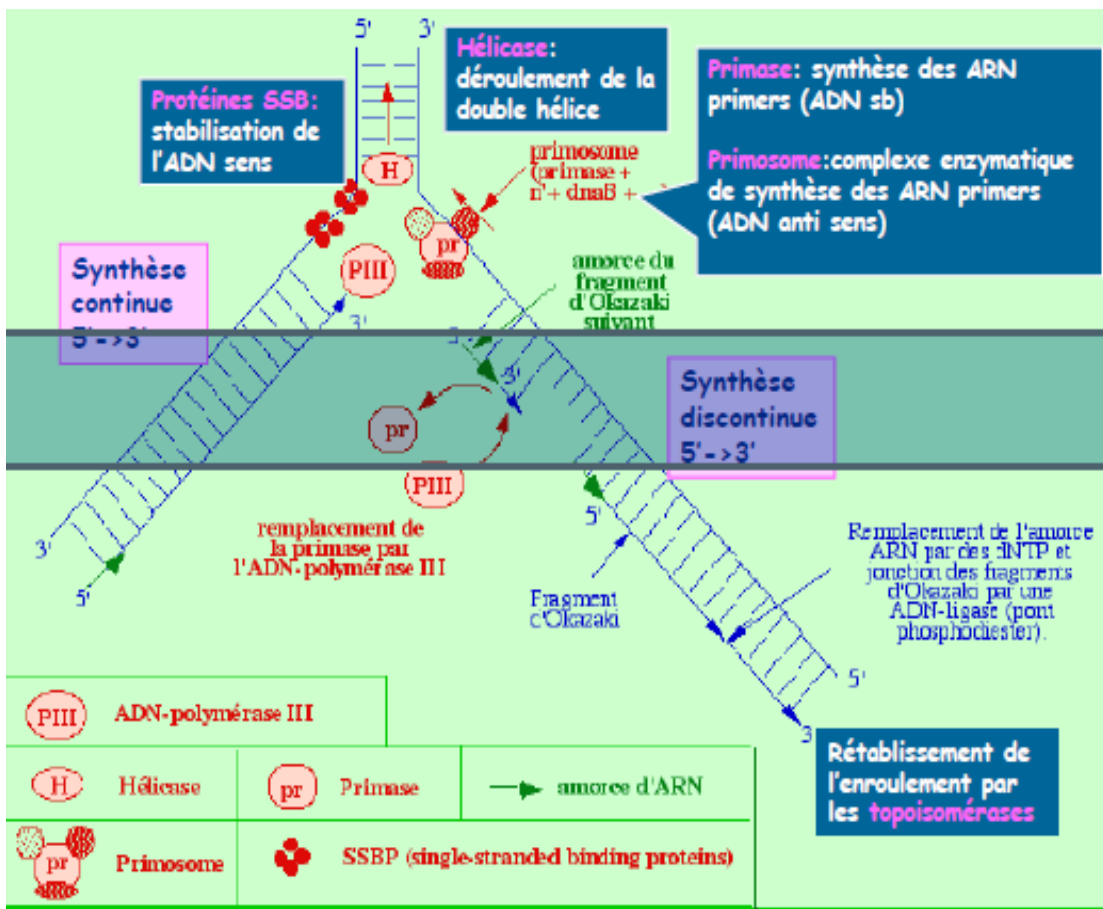 5'
3'
Hélicase:
déroulement de la
double hélice
Primase: synthèse des ARN
primers (ADN sb)
Primosome:complexe enzymatique
de synthèse des ARN primers
(ADN anti sens)
Protéines SSB:
stabilisation de
l'ADN sens
H
primosome
(primase +
n'+ dnaB +
pr
PIII
Synthèse
continue
5'->3'
amorce du
fragment
d'Okazaki
suivant
3'
3'
Synthèse
discontinue
5'->3'
pr
PIII
remplacement de
la primase par
l'ADN-polymérase III
3'
5'
5'
Fragment
d'Okazaki
Remplacement de l'amorce
ARN par des dNTP et
jonction des fragments
d'Okazaki par une
ADN-ligase (pont
phosphodiester).
5'
3
Rétablissement de
l'enroulement par
les topoisomérases
PIII
ADN-polymérase III
H
Hélicase
pr
Primase
amorce d'ARN
pr
Primosome
SSBP (single-stranded binding proteins)